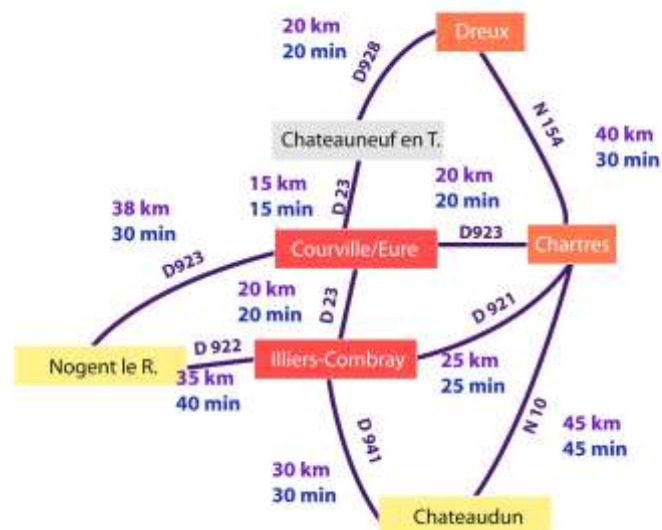 20 km
20 min
Dreux
D928
N 154
40 km
30 min
Chateauneuf en T.
15 km
15 min
D 23
20 km
20 min
38 km
30 min
D923
Courville/Eure
D923
Chartres
20 km
20 min
D 23
D 921
Nogent le R.
D 922
Illiers-Combray
35 km
40 min
25 km
25 min
D 941
N 10
45 km
45 min
30 km
30 min
Chateaudun